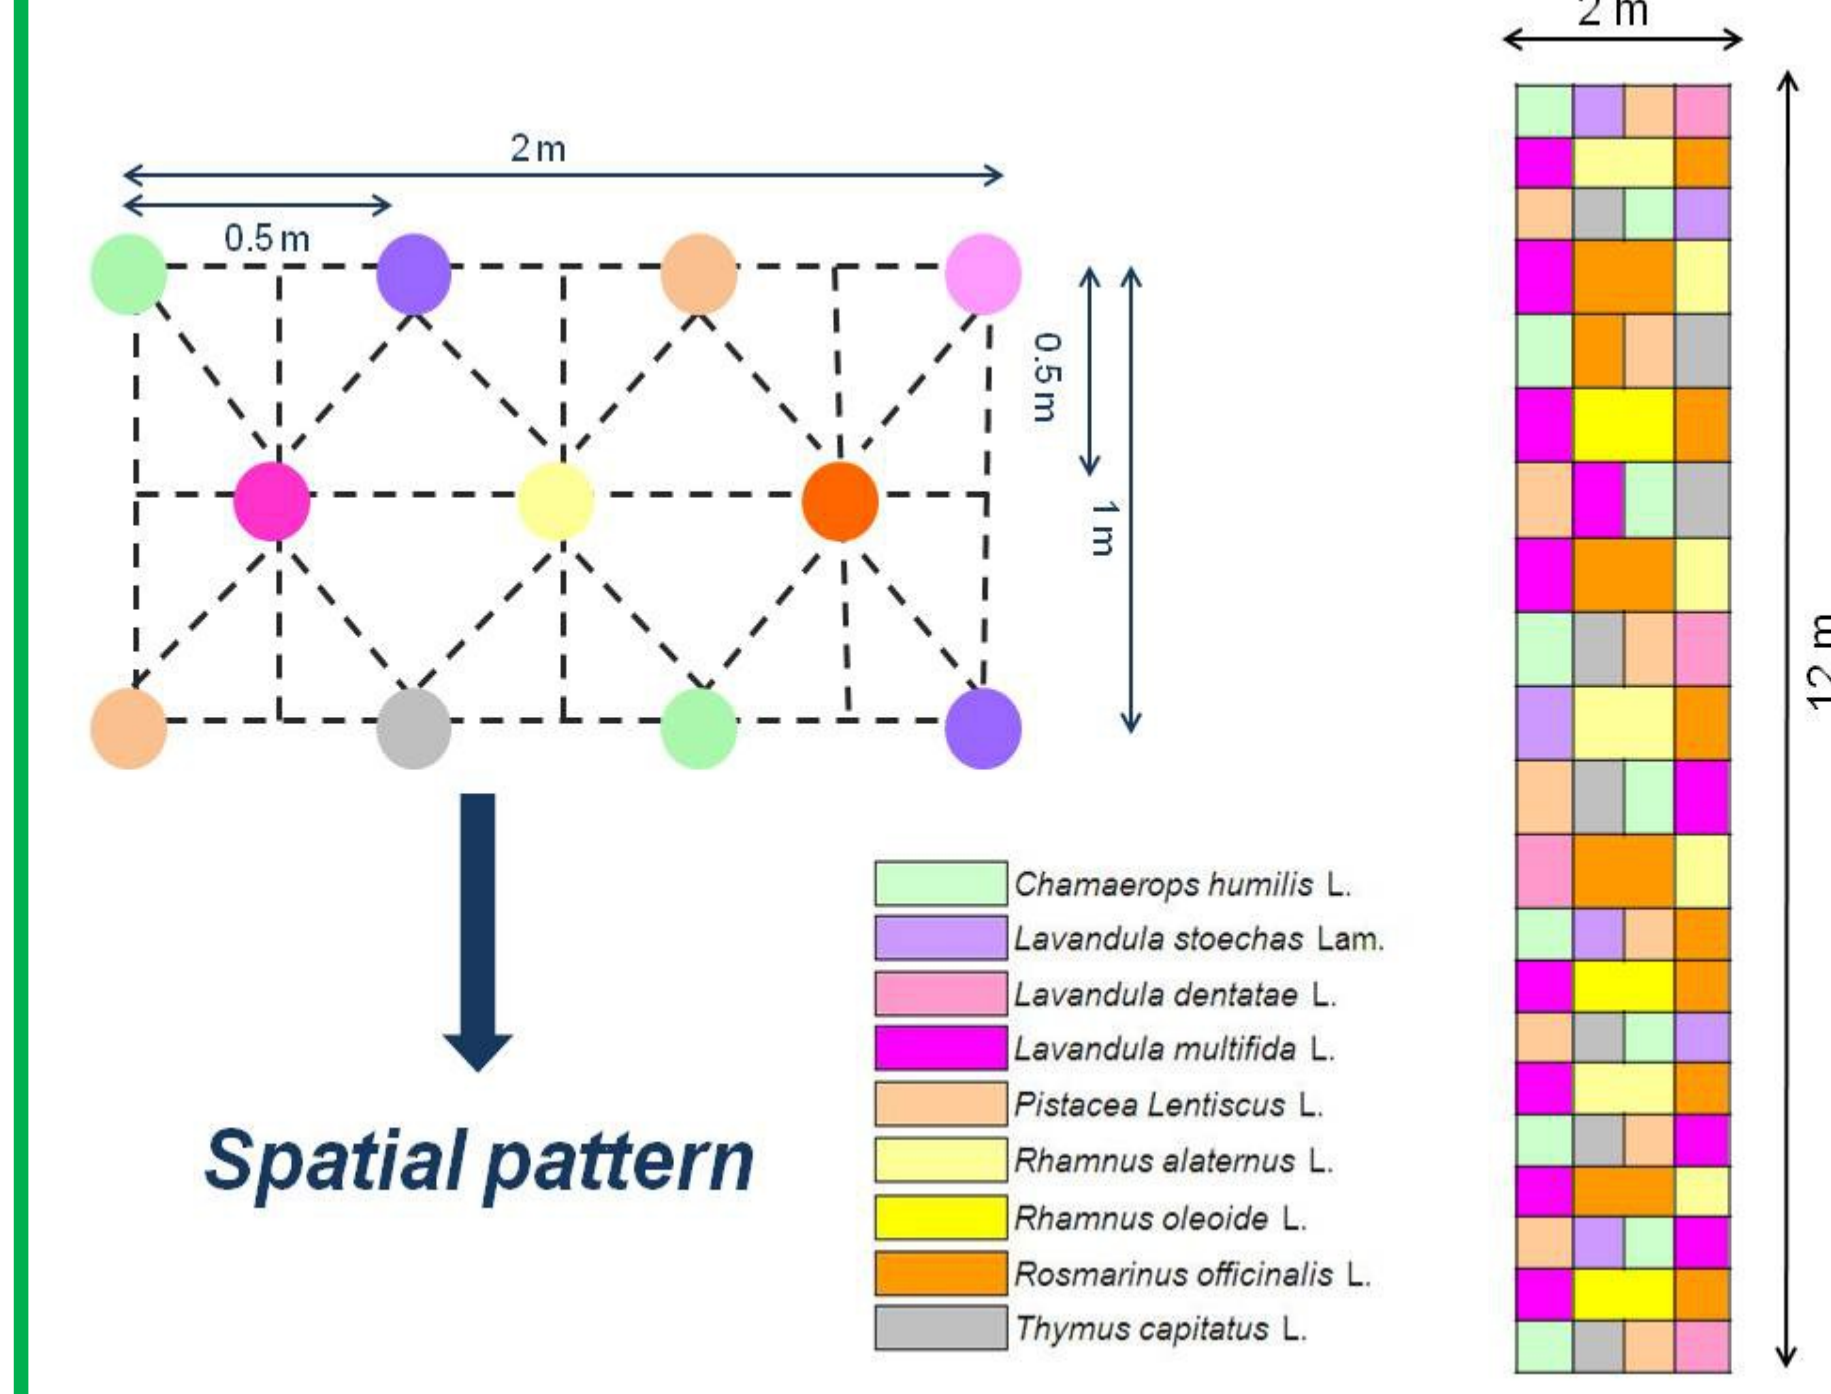 2 m
2 m
0.5 m
0.5 m
1 m
12 m
Chamaerops humilis L.
Lavandula stoechas Lam.
Lavandula dentatae L.
Lavandula multifida L.
Pistacea Lentiscus L.
Rhamnus alaternus L.
Rhamnus oleoide L.
Rosmarinus officinalis L.
Thymus capitatus L.
Spatial pattern